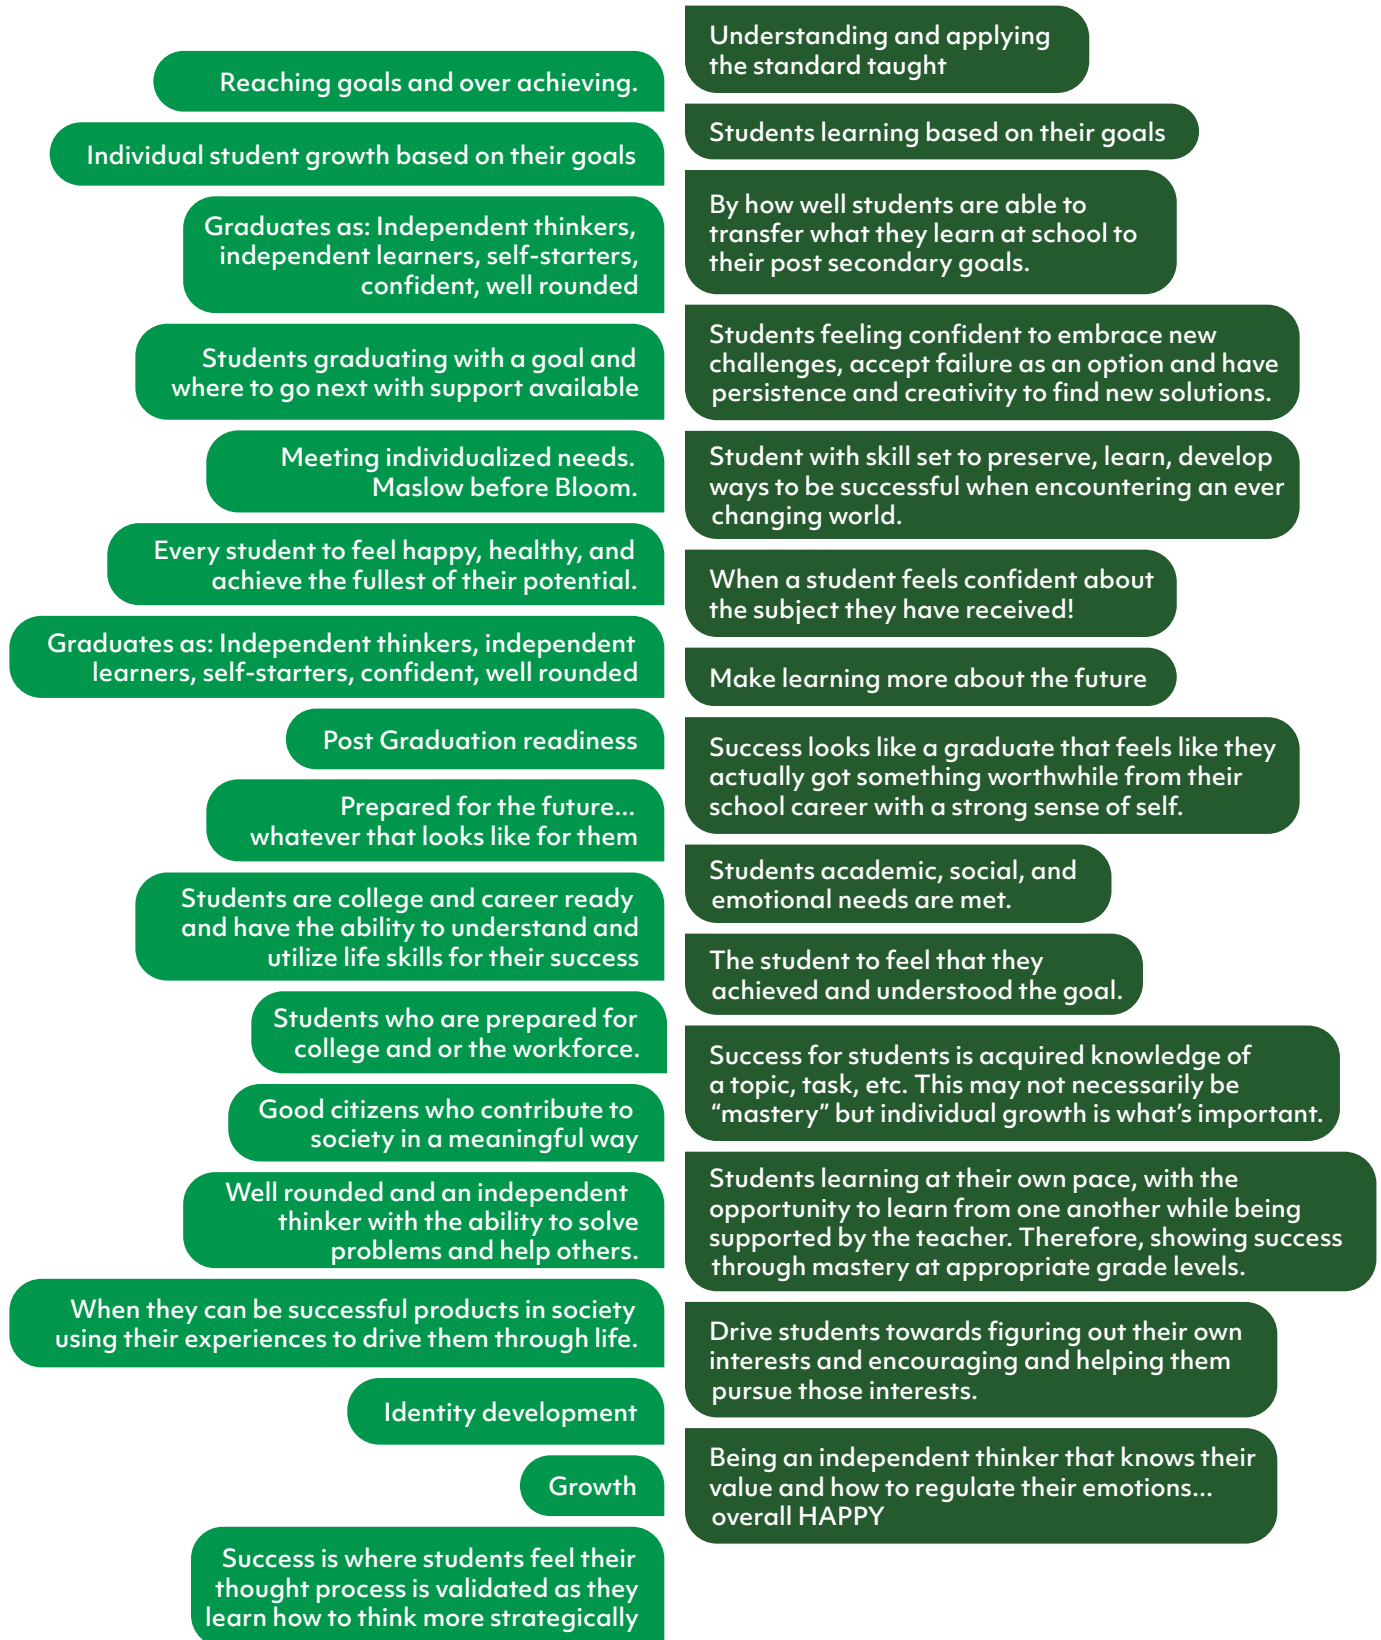 Reaching goals and over achieving.
Individual student growth based on their goals
Graduates as: Independent thinkers,
independent learners, self-starters,
confident, well rounded
Students graduating with a goal and
where to go next with support available
Meeting individualized needs.
Maslow before Bloom.
Every student to feel happy, healthy, and
achieve the fullest of their potential.
Graduates as: Independent thinkers, independent
learners, self-starters, confident, well rounded
Post Graduation readiness
Prepared for the future...
whatever that looks like for them
Students are college and career ready
and have the ability to understand and
utilize life skills for their success
Students who are prepared for
college and or the workforce.
Good citizens who contribute to
society in a meaningful way
Well rounded and an independent
thinker with the ability to solve
problems and help others.
When they can be successful products in society
using their experiences to drive them through life.
Identity development
Growth
Success is where students feel their
thought process is validated as they
learn how to think more strategically
Understanding and applying
the standard taught
Students learning based on their goals
By how well students are able to
transfer what they learn at school to
their post secondary goals.
Students feeling confident to embrace new
challenges, accept failure as an option and have
persistence and creativity to find new solutions.
Student with skill set to preserve, learn, develop
ways to be successful when encountering an ever
changing world.
When a student feels confident about
the subject they have received!
Make learning more about the future
Success looks like a graduate that feels like they
actually got something worthwhile from their
school career with a strong sense of self.
Students academic, social, and
emotional needs are met.
The student to feel that they
achieved and understood the goal.
Success for students is acquired knowledge of
a topic, task, etc. This may not necessarily be
“mastery” but individual growth is what’s important.
Students learning at their own pace, with the
opportunity to learn from one another while being
supported by the teacher. Therefore, showing success
through mastery at appropriate grade levels.
Drive students towards figuring out their own
interests and encouraging and helping them
pursue those interests.
Being an independent thinker that knows their
value and how to regulate their emotions...
overall HAPPY